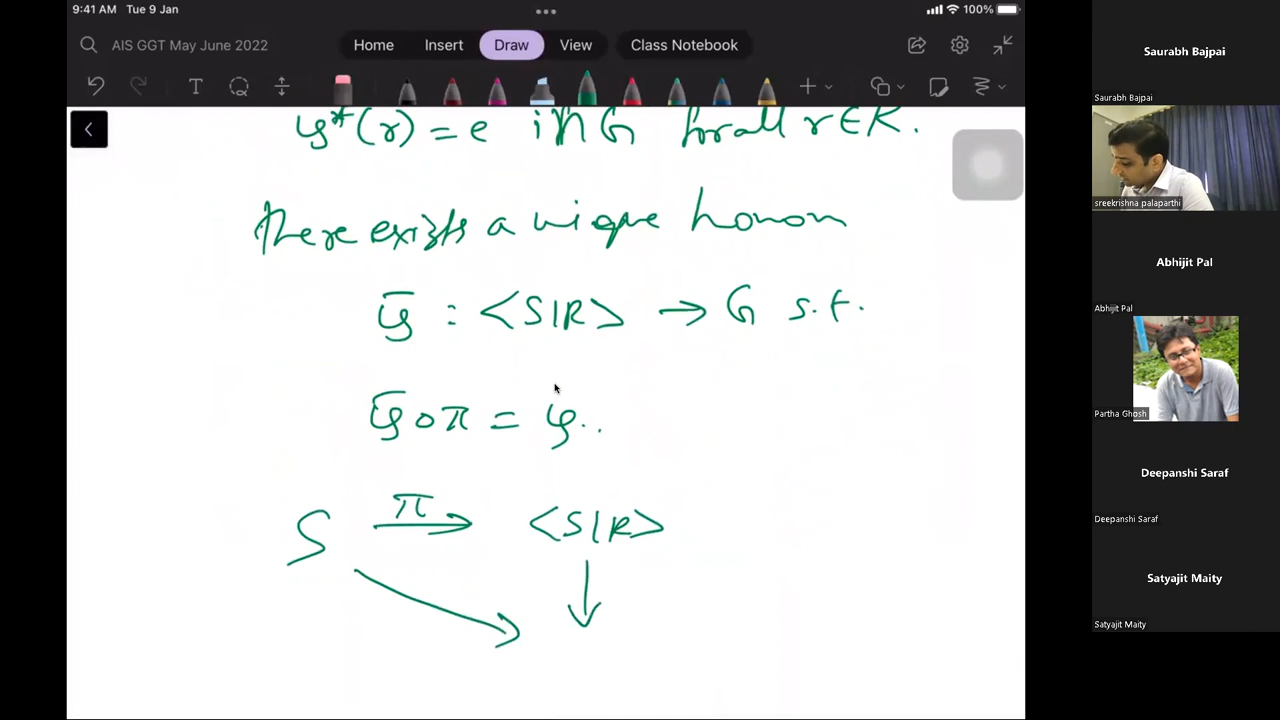 9:41 AM Tue 9 Jan
100%
AIS GGT May June 2022
Home Insert Draw View Class Notebook
φ*(r) = e in G for all r ∈ R.
there exists a unique homom
φ̄ : <S|R> → G s.t.
φ̄ ∘ π = φ..
S π → <S|R>
Saurabh Bajpai
Saurabh Bajpai
sreekrishna palaparthi
Abhijit Pal
Abhijit Pal
Partha Ghosh
Deepanshi Saraf
Deepanshi Saraf
Satyajit Maity
Satyajit Maity